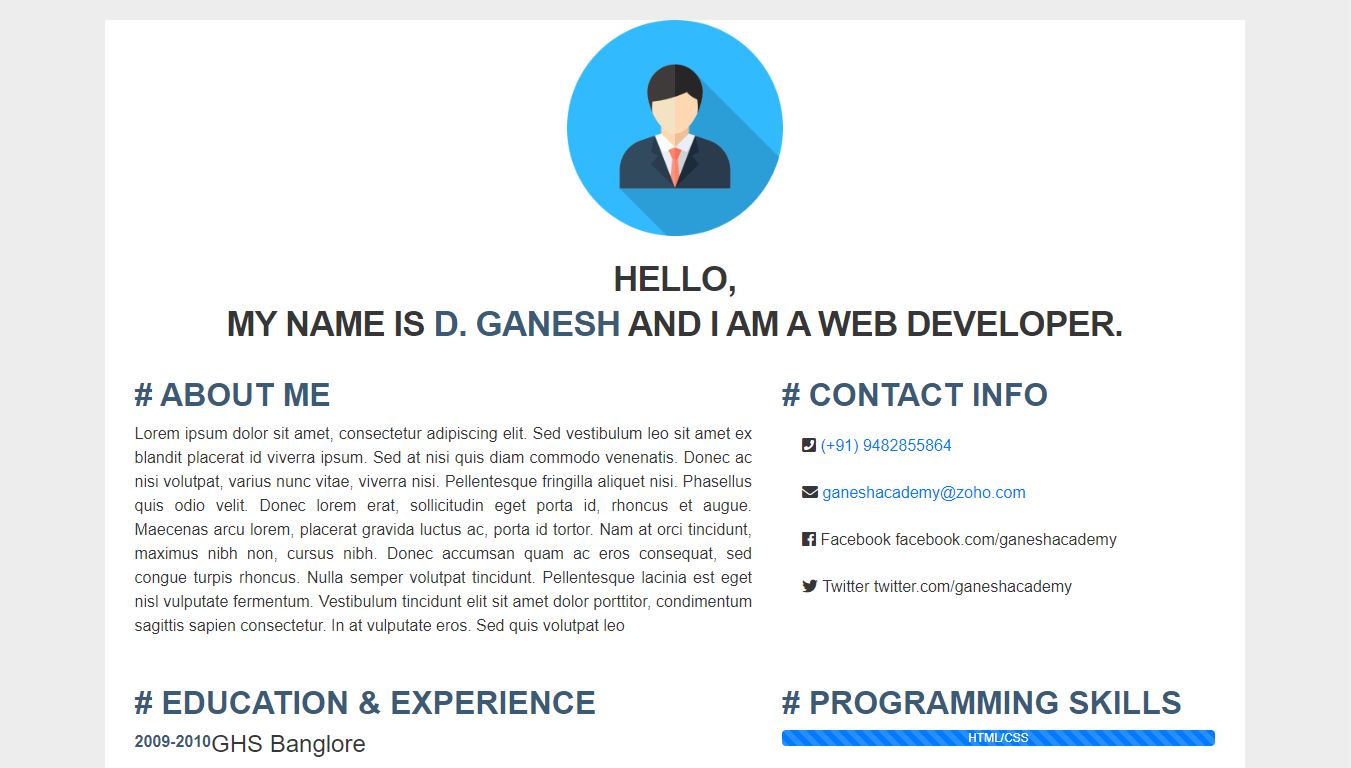 HELLO,
MY NAME IS D. GANESH AND I AM A WEB DEVELOPER.
# ABOUT ME
Lorem ipsum dolor sit amet, consectetur adipiscing elit. Sed vestibulum leo sit amet ex
blandit placerat id viverra ipsum. Sed at nisi quis diam commodo venenatis. Donec ac
nisi volutpat, varius nunc vitae, viverra nisi. Pellentesque fringilla aliquet nisi. Phasellus
quis odio velit. Donec lorem erat, sollicitudin eget porta id, rhoncus et augue.
Maecenas arcu lorem, placerat gravida luctus ac, porta id tortor. Nam at orci tincidunt,
maximus nibh non, cursus nibh. Donec accumsan quam ac eros consequat, sed
congue turpis rhoncus. Nulla semper volutpat tincidunt. Pellentesque lacinia est eget
nisl vulputate fermentum. Vestibulum tincidunt elit sit amet dolor porttitor, condimentum
sagittis sapien consectetur. In at vulputate eros. Sed quis volutpat leo
# CONTACT INFO
(+91) 9482855864
ganeshacademy@zoho.com
Facebook facebook.com/ganeshacademy
Twitter twitter.com/ganeshacademy
# EDUCATION & EXPERIENCE
2009-2010GHS Banglore
# PROGRAMMING SKILLS
HTML/CSS